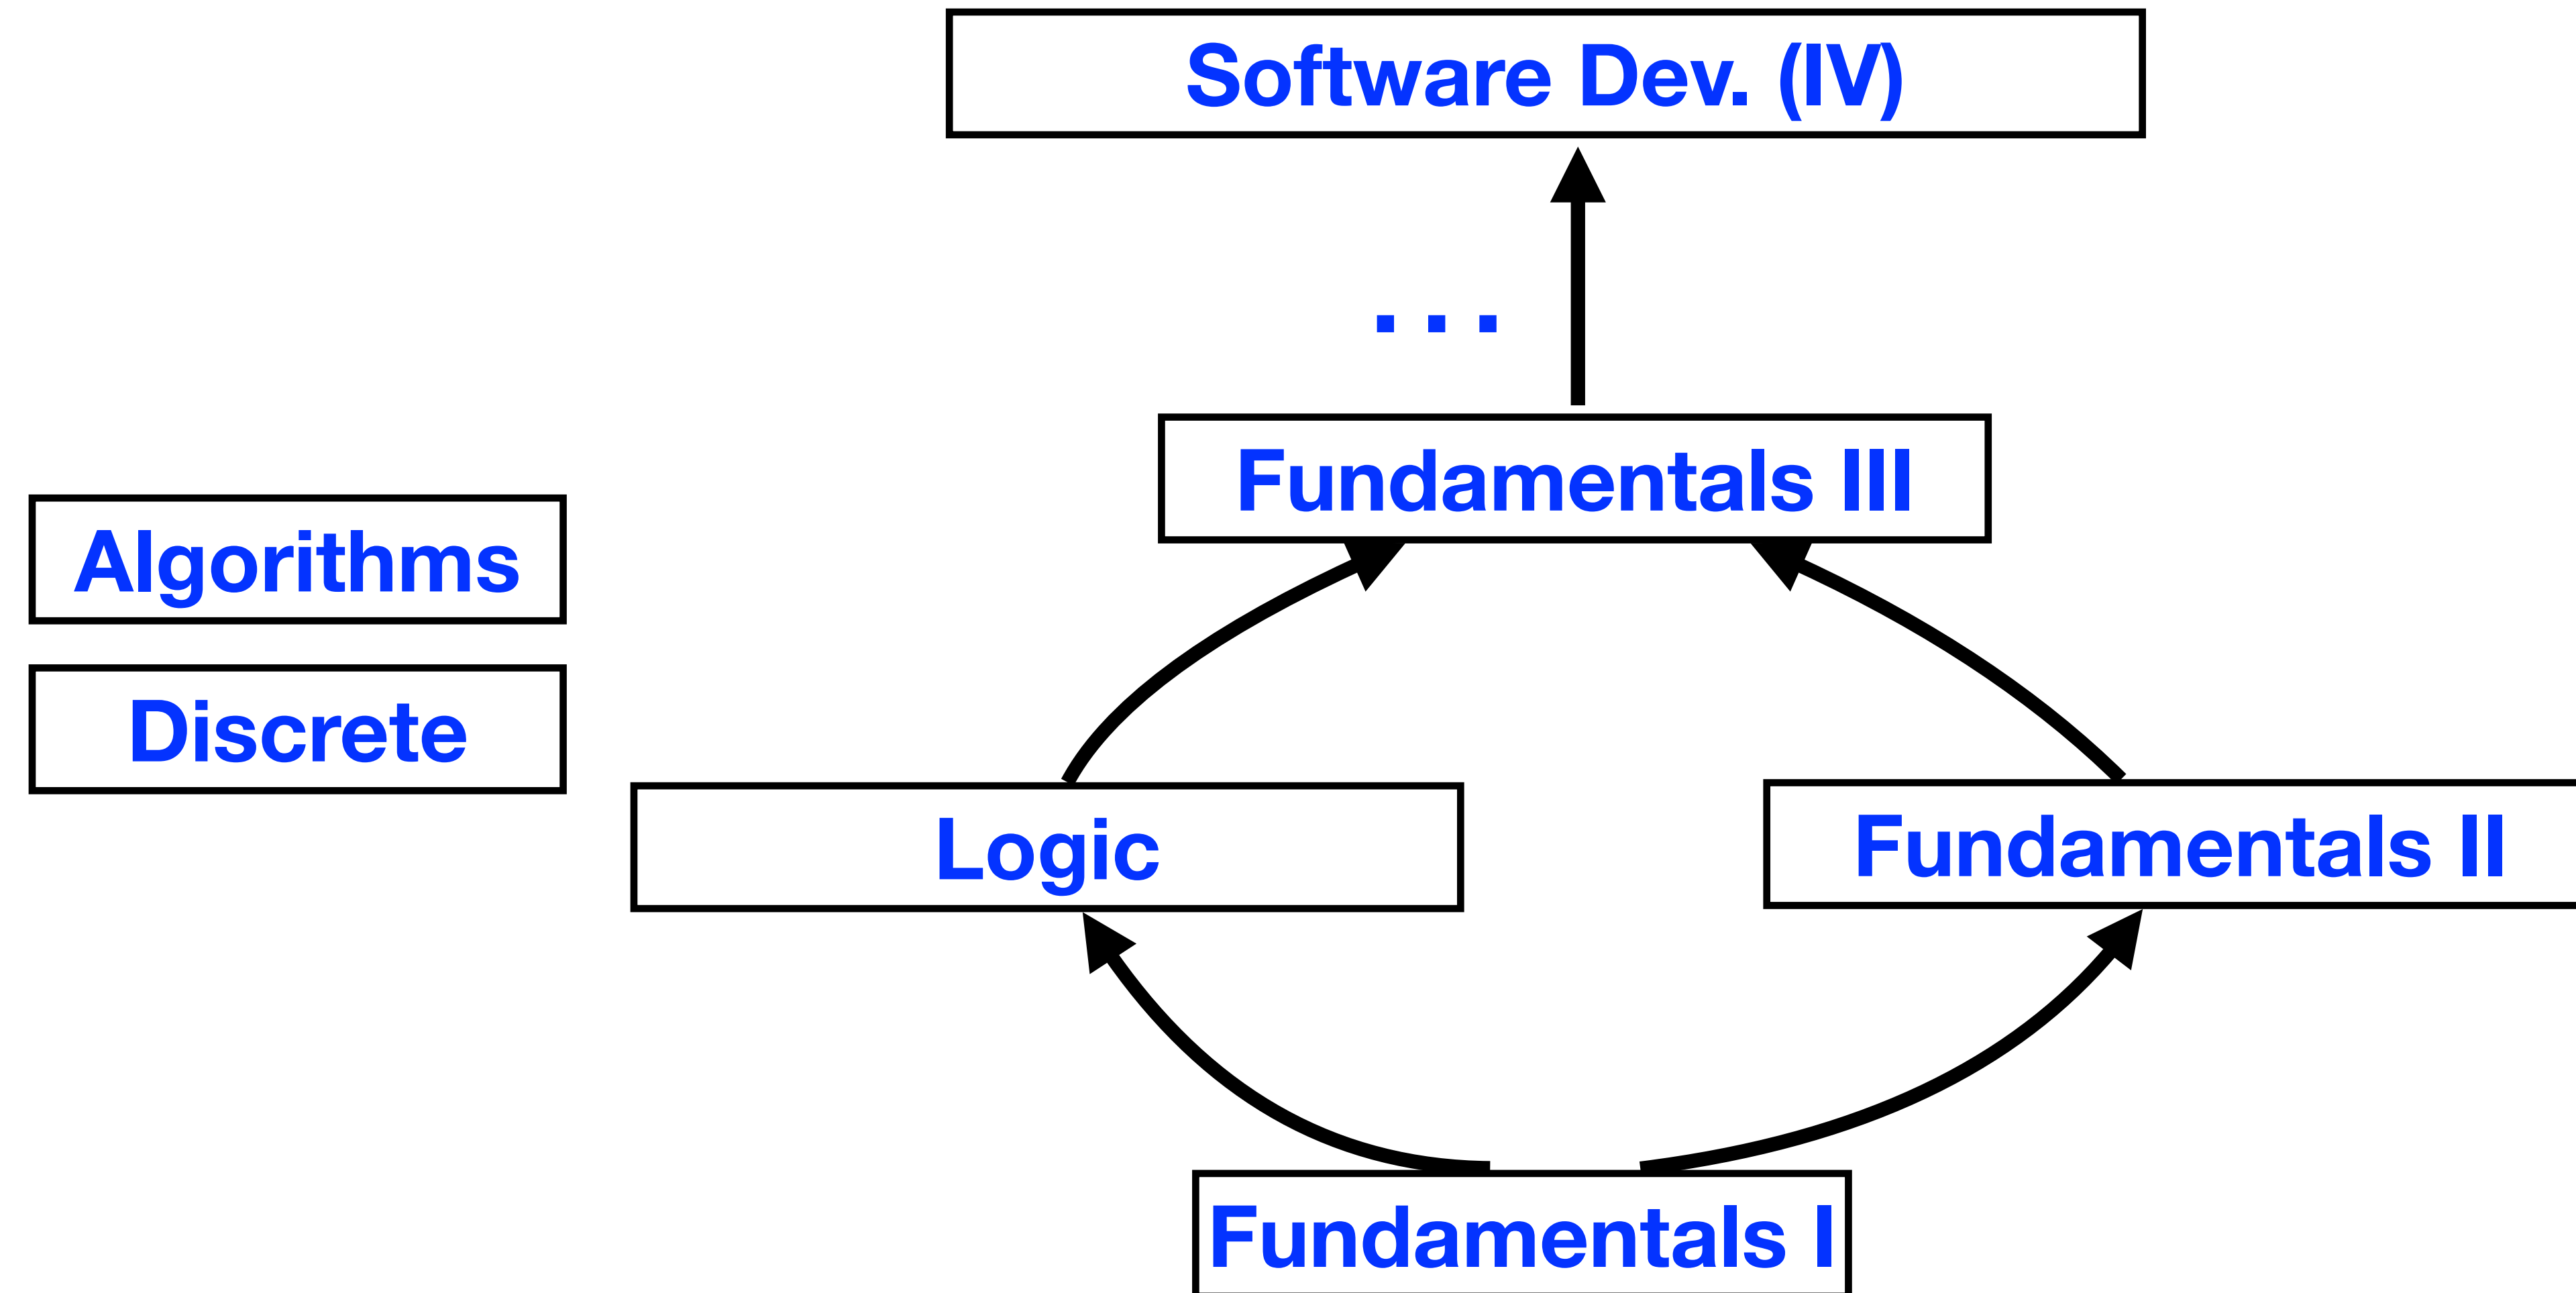 Software Dev. (IV)
...
Fundamentals III
Algorithms
Discrete
Logic
Fundamentals II
Fundamentals I